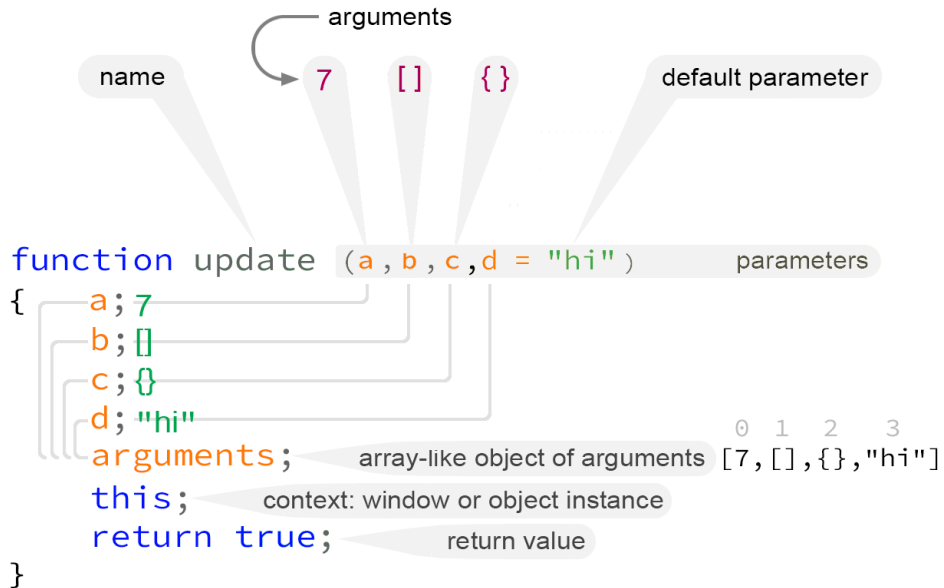 arguments
name 7 [] {} default parameter
function update (a,b,c,d = "hi") parameters
{ a; 7
b; []
c; {}
d; "hi"
0 1 2 3
arguments; array-like object of arguments [7,[],{},"hi"]
this; context: window or object instance
return true; return value
}